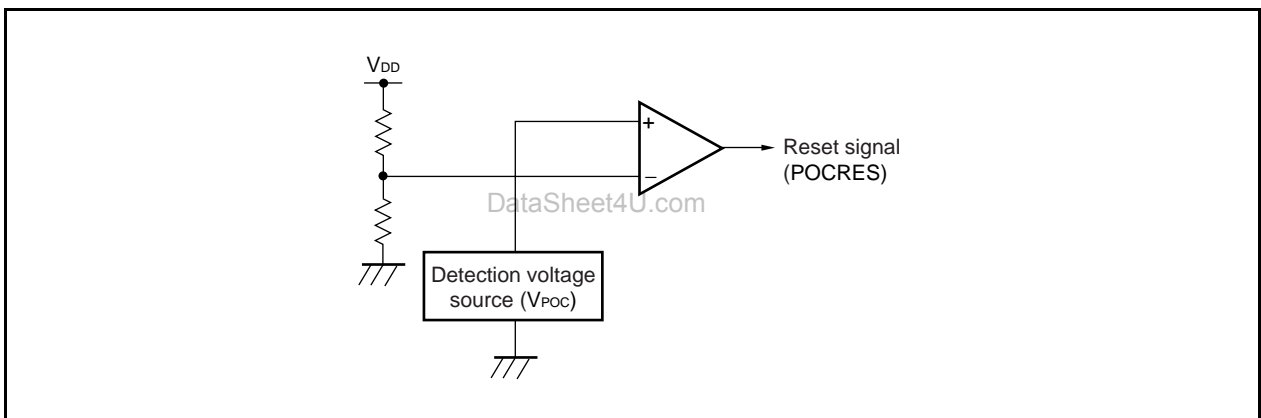 VDD
+
−
Reset signal
(POCRES)
DataSheet4U.com
Detection voltage
source (VPOC)